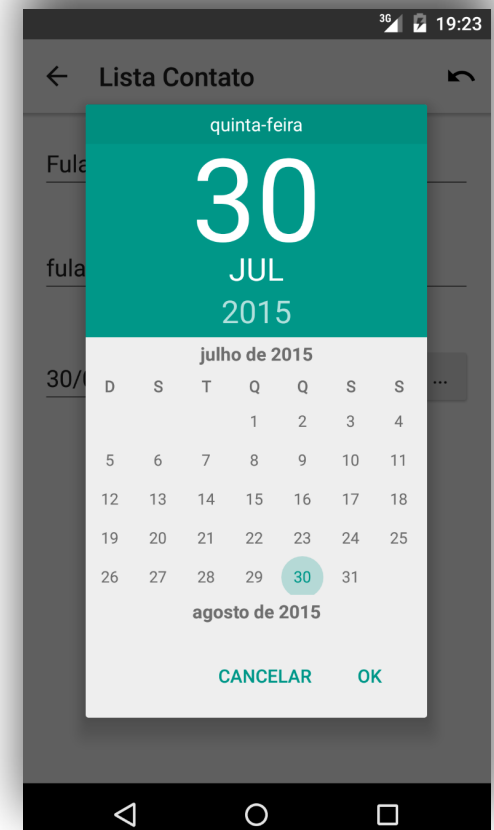 3G 19:23
Lista Contato
Fula
fula
30/0 ...
quinta-feira
30
JUL
2015
julho de 2015
D S T Q Q S S
1 2 3 4
5 6 7 8 9 10 11
12 13 14 15 16 17 18
19 20 21 22 23 24 25
26 27 28 29 30 31
agosto de 2015
CANCELAR OK